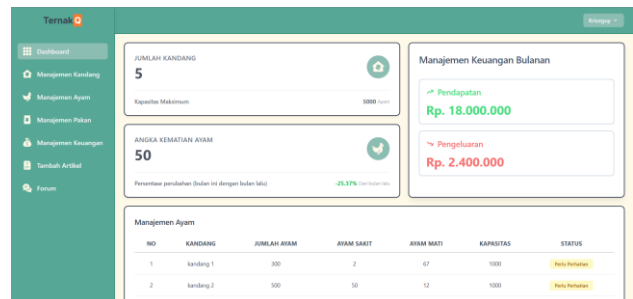 TernakQ
Krisnguy
Dashboard
Manajemen Kandang
Manajemen Ayam
Manajemen Pakan
Manajemen Keuangan
Tambah Artikel
Forum
JUMLAH KANDANG
5
Kapasitas Maksimum 5000 Ayam
ANGKA KEMATIAN AYAM
50
Persentase perubahan (bulan ini dengan bulan lalu) -25.37% Dari bulan lalu
Manajemen Keuangan Bulanan
Pendapatan
Rp. 18.000.000
Pengeluaran
Rp. 2.400.000
Manajemen Ayam
NO KANDANG JUMLAH AYAM AYAM SAKIT AYAM MATI KAPASITAS STATUS
1 kandang 1 300 2 67 1000 Perlu Perhatian
2 kandang 2 500 50 12 1000 Perlu Perhatian